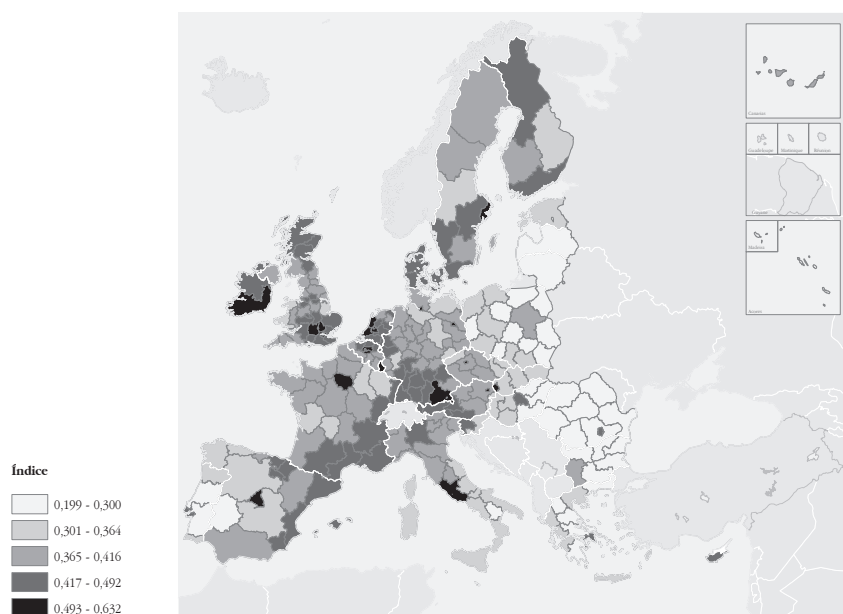 Canarias
Guadeloupe Martinique Réunion
Guyane
Madeira
Açores
Índice
0,199 - 0,300
0,301 - 0,364
0,365 - 0,416
0,417 - 0,492
0,493 - 0,632